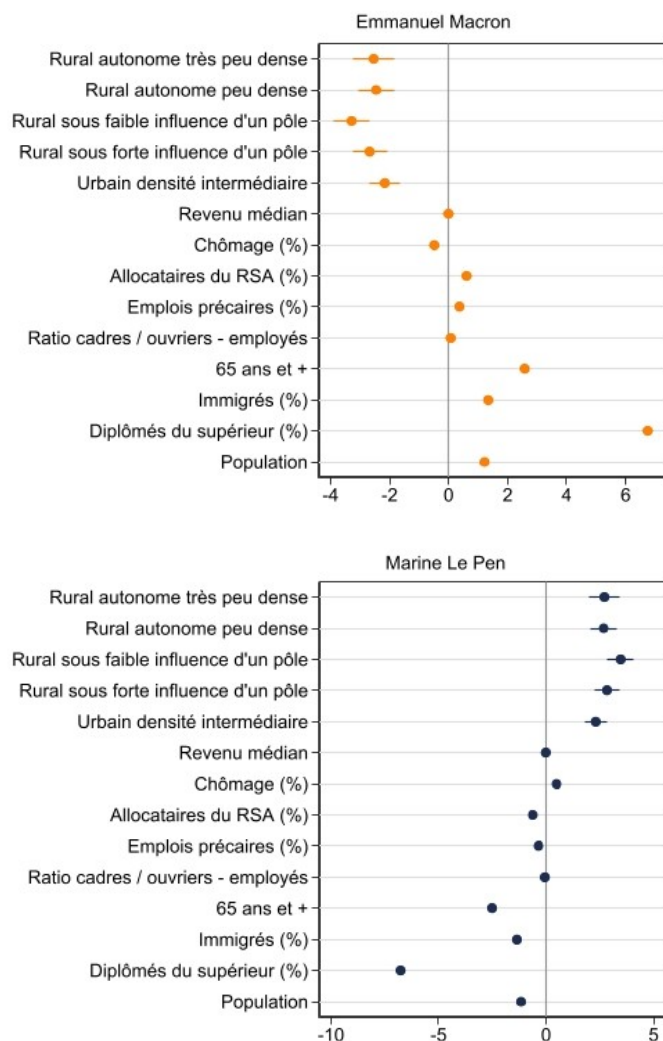 Emmanuel Macron
Rural autonome très peu dense
Rural autonome peu dense
Rural sous faible influence d'un pôle
Rural sous forte influence d'un pôle
Urbain densité intermédiaire
Revenu médian
Chômage (%)
Allocataires du RSA (%)
Emplois précaires (%)
Ratio cadres / ouvriers - employés
65 ans et +
Immigrés (%)
Diplômés du supérieur (%)
Population
-4 -2 0 2 4 6
Marine Le Pen
Rural autonome très peu dense
Rural autonome peu dense
Rural sous faible influence d'un pôle
Rural sous forte influence d'un pôle
Urbain densité intermédiaire
Revenu médian
Chômage (%)
Allocataires du RSA (%)
Emplois précaires (%)
Ratio cadres / ouvriers - employés
65 ans et +
Immigrés (%)
Diplômés du supérieur (%)
Population
-10 -5 0 5